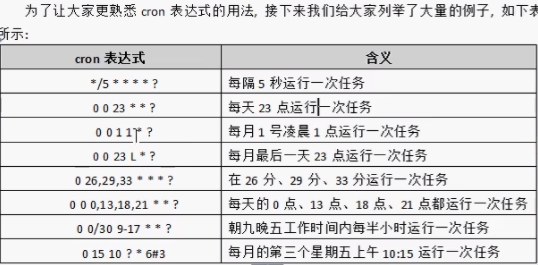 为了让大家更熟悉 cron 表达式的用法, 接下来我们给大家列举了大量的例子, 如下表
所示:
cron 表达式 含义
*/5 * * * * ? 每隔 5 秒运行一次任务
0 0 23 * * ? 每天 23 点运行一次任务
0 0 1 1 * ? 每月 1 号凌晨 1 点运行一次任务
0 0 23 L * ? 每月最后一天 23 点运行一次任务
0 26,29,33 * * * ? 在 26 分、29 分、33 分运行一次任务
0 0 0,13,18,21 * * ? 每天的 0 点、13 点、18 点、21 点都运行一次任务
0 0/30 9-17 * * ? 朝九晚五工作时间内每半小时运行一次任务
0 15 10 ? * 6#3 每月的第三个星期五上午 10:15 运行一次任务